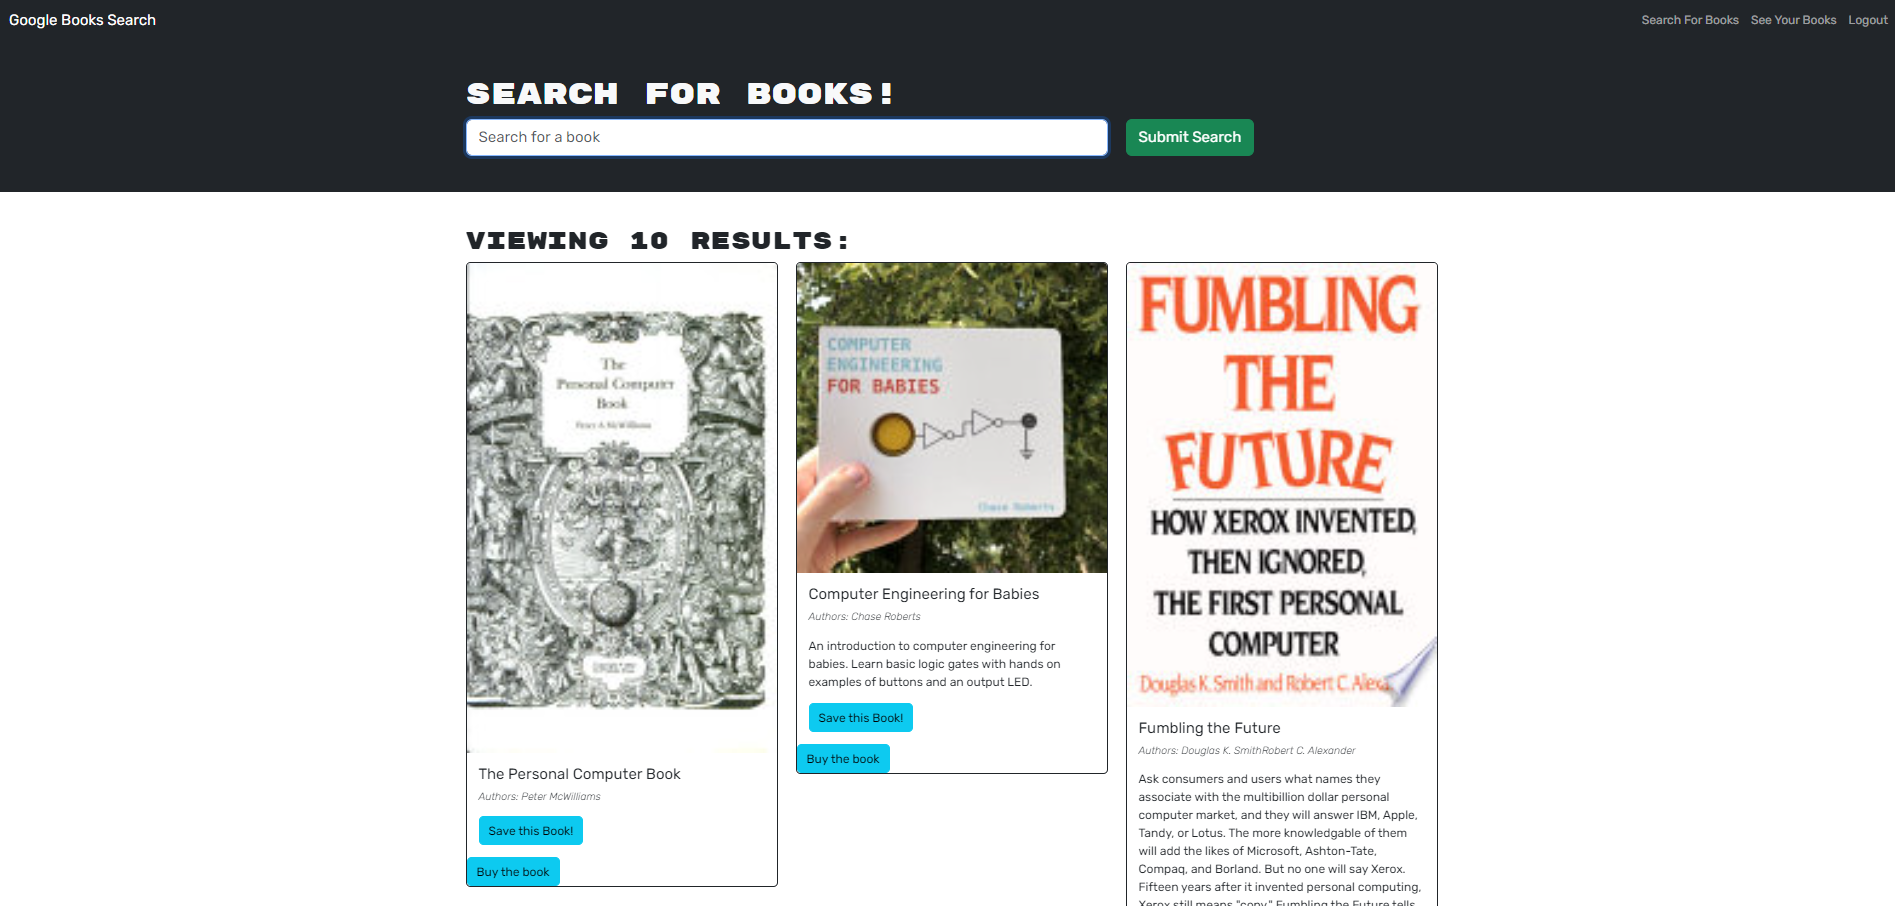 Google Books Search
Search For Books See Your Books Logout
SEARCH FOR BOOKS!
Search for a book
Submit Search
VIEWING 10 RESULTS:
The
Personal Computer
Book
Peter A McWilliams
The Personal Computer Book
Authors: Peter McWilliams
Save this Book!
Buy the book
COMPUTER
ENGINEERING
FOR BABIES
Chase Roberts
Computer Engineering for Babies
Authors: Chase Roberts
An introduction to computer engineering for
babies. Learn basic logic gates with hands on
examples of buttons and an output LED.
Save this Book!
Buy the book
FUMBLING
THE
FUTURE
HOW XEROX INVENTED,
THEN IGNORED,
THE FIRST PERSONAL
COMPUTER
Douglas K. Smith and Robert C. Alexa
Fumbling the Future
Authors: Douglas K. SmithRobert C. Alexander
Ask consumers and users what names they
associate with the multibillion dollar personal
computer market, and they will answer IBM, Apple,
Tandy, or Lotus. The more knowledgable of them
will add the likes of Microsoft, Ashton-Tate,
Compaq, and Borland. But no one will say Xerox.
Fifteen years after it invented personal computing,
Xerox still means "copy." Fumbling the Future tells